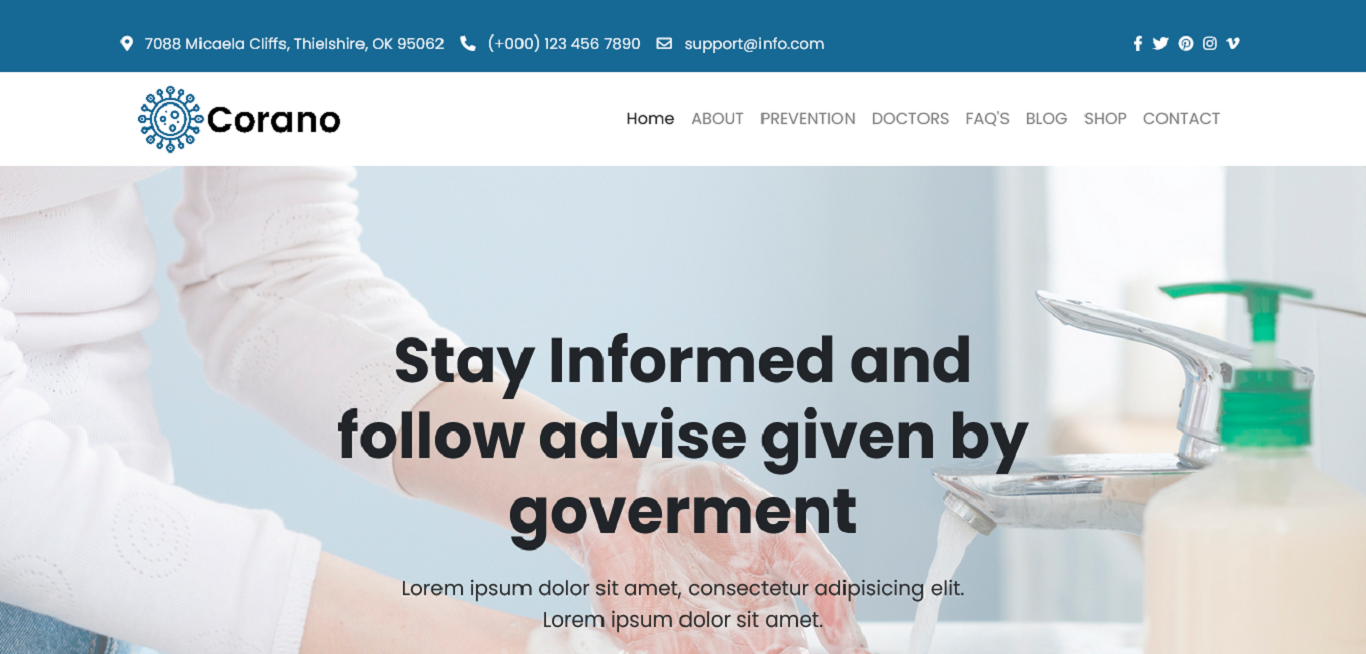 7088 Micaela Cliffs, Thielshire, OK 95062 (+000) 123 456 7890 support@info.com
Corano
Home ABOUT PREVENTION DOCTORS FAQ'S BLOG SHOP CONTACT
Stay Informed and
follow advise given by
goverment
Lorem ipsum dolor sit amet, consectetur adipisicing elit.
Lorem ipsum dolor sit amet.